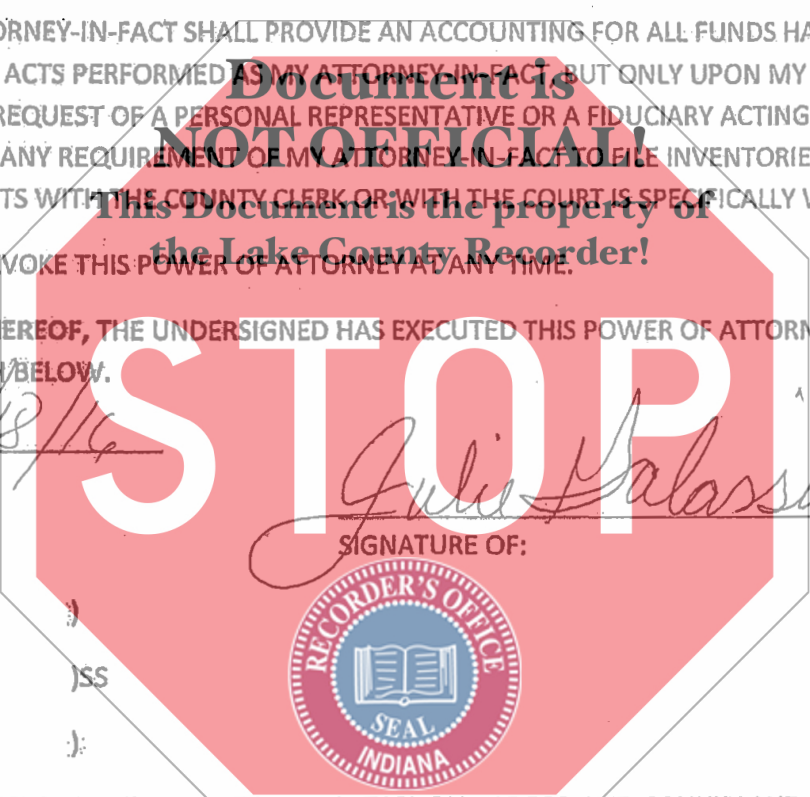 ORNEY-IN-FACT SHALL PROVIDE AN ACCOUNTING FOR ALL FUNDS HA
ACTS PERFORMED AS MY ATTORNEY-IN-FACT, BUT ONLY UPON MY
Document is
REQUEST OF A PERSONAL REPRESENTATIVE OR A FIDUCIARY ACTING
NOT OFFICIAL!
ANY REQUIREMENT OF MY ATTORNEY-IN-FACT TO FILE INVENTORIE
TS WITH THE COUNTY CLERK OR WITH THE COURT IS SPECIFICALLY
This Document is the property of
the Lake County Recorder!
VOKE THIS POWER OF ATTORNEY AT ANY TIME.
EREOF, THE UNDERSIGNED HAS EXECUTED THIS POWER OF ATTORN
BELOW.
STOP
8/16
Julie Galass
SIGNATURE OF:
)
)SS
):
RECORDER'S OFFICE
SEAL
INDIANA